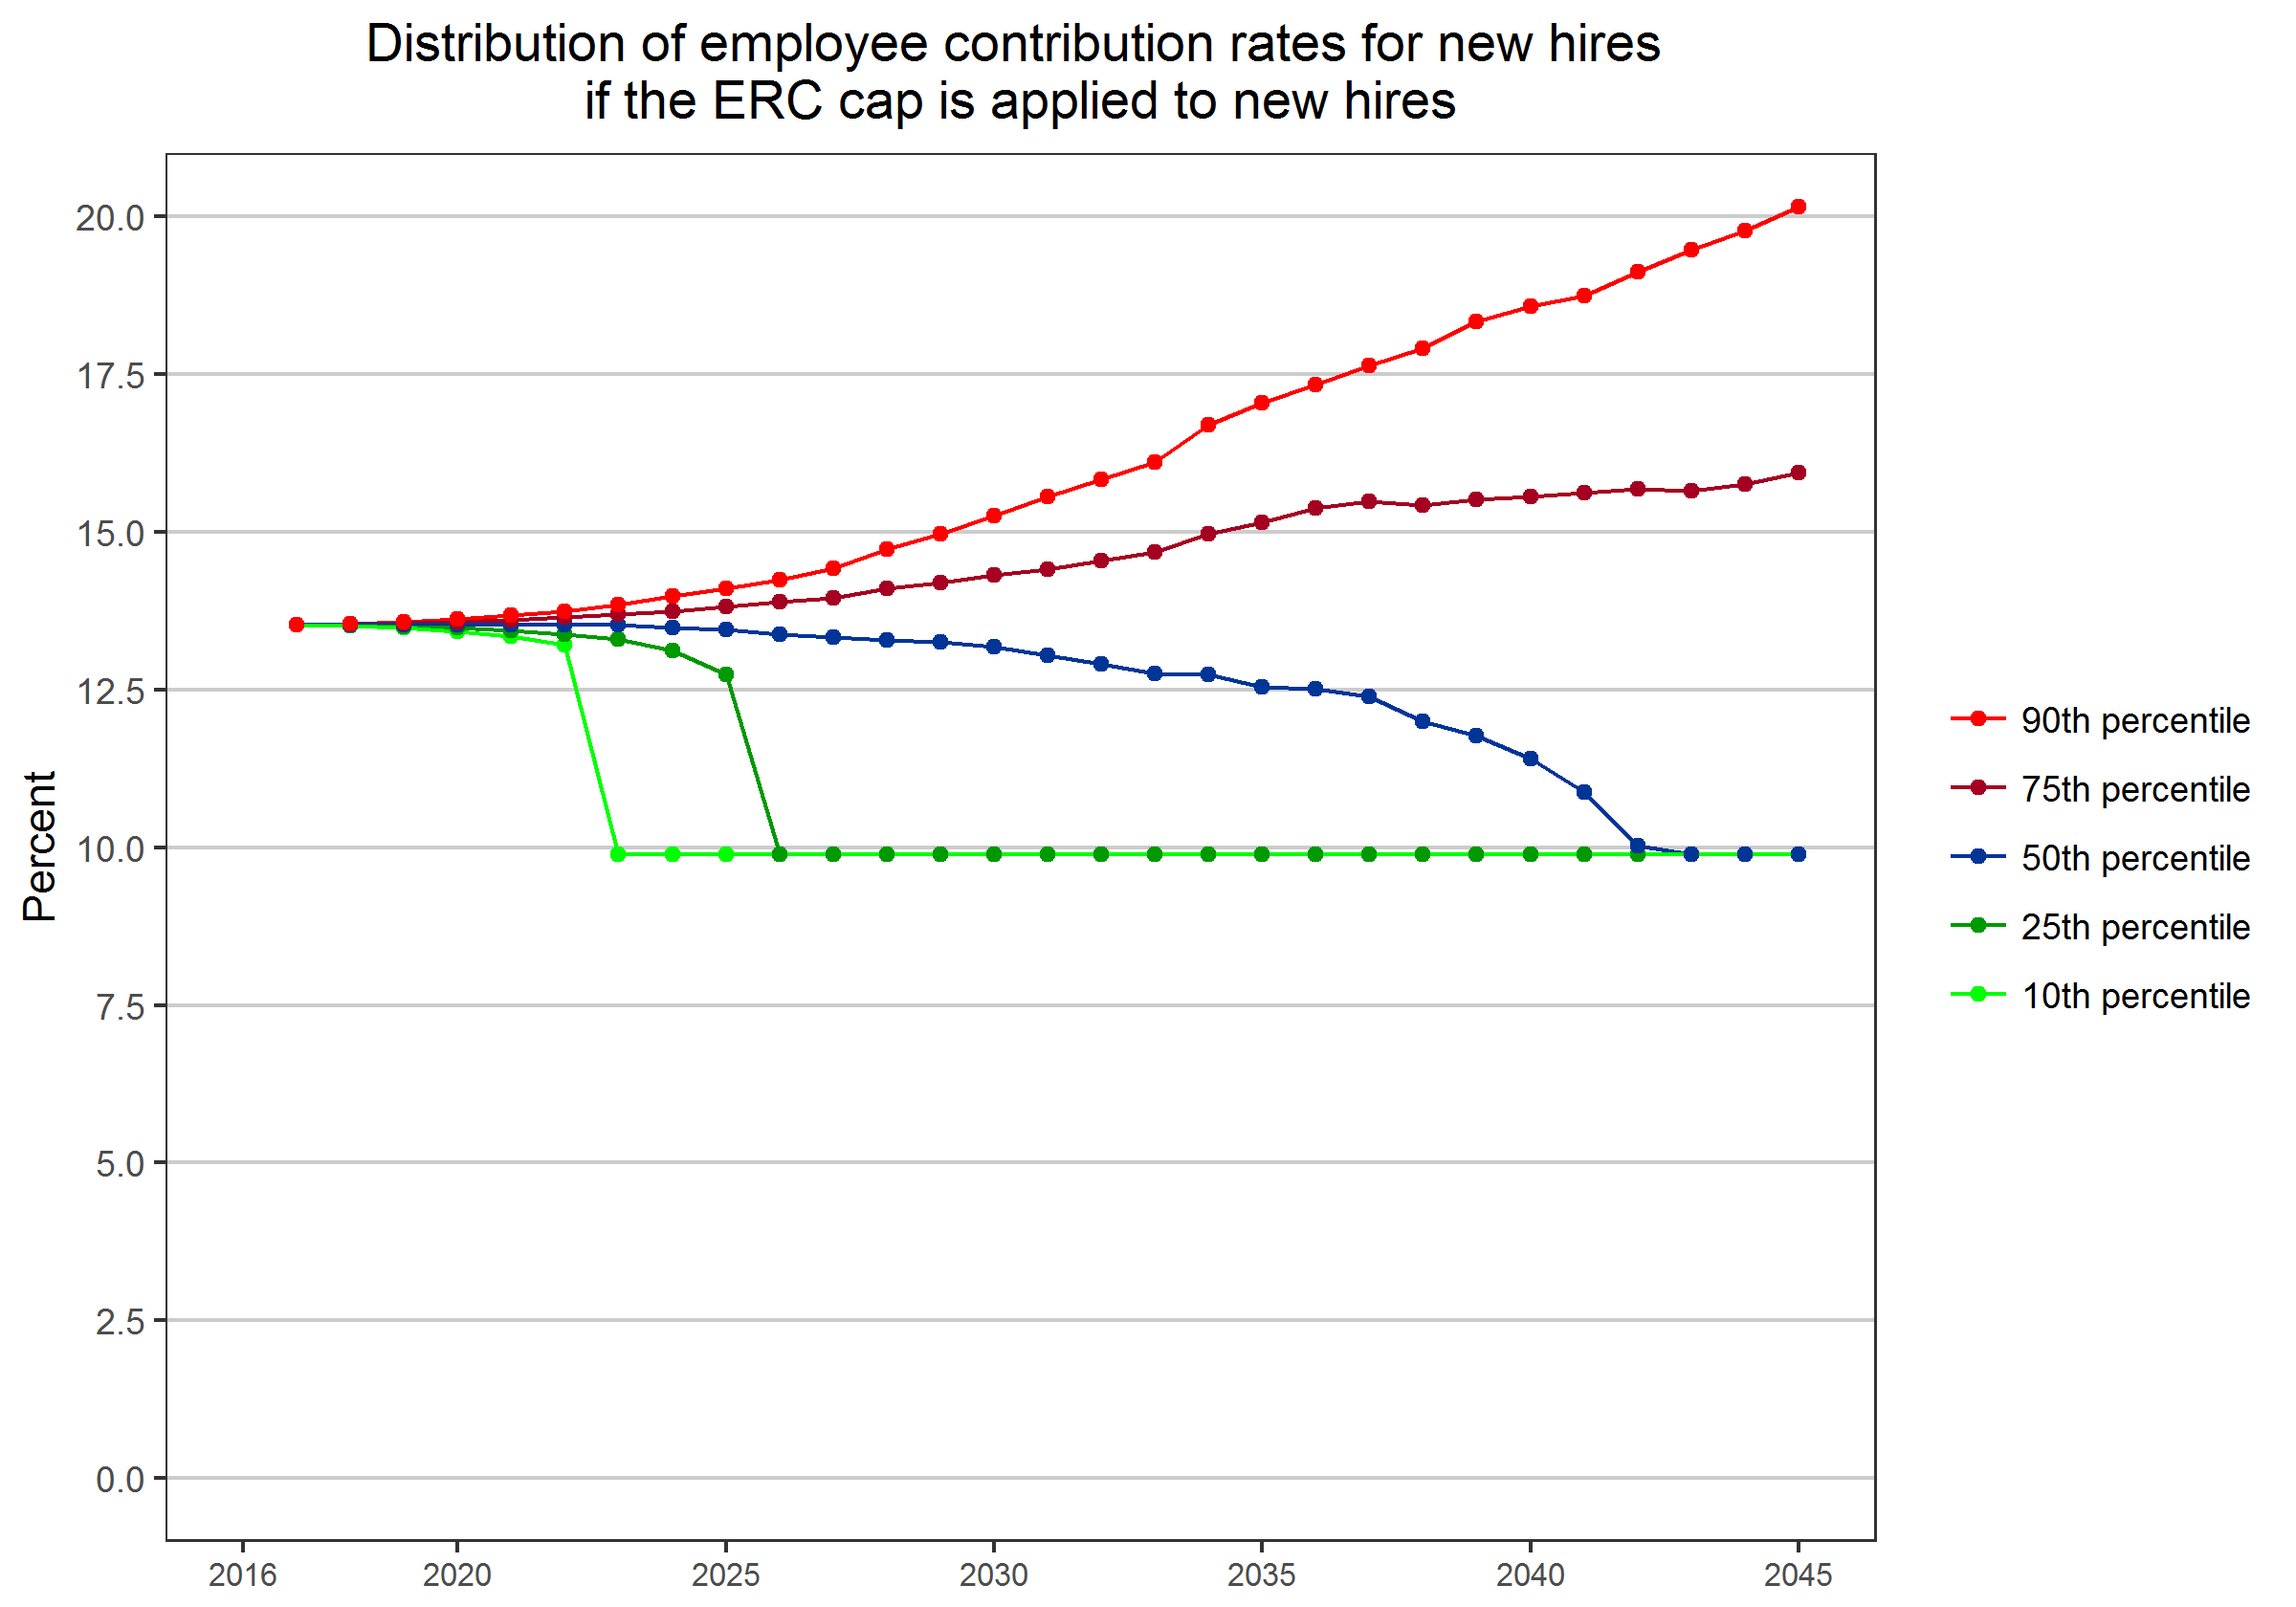 Distribution of employee contribution rates for new hires
if the ERC cap is applied to new hires
Percent
20.0
17.5
15.0
12.5
10.0
7.5
5.0
2.5
0.0
2016
2020
2025
2030
2035
2040
2045
90th percentile
75th percentile
50th percentile
25th percentile
10th percentile